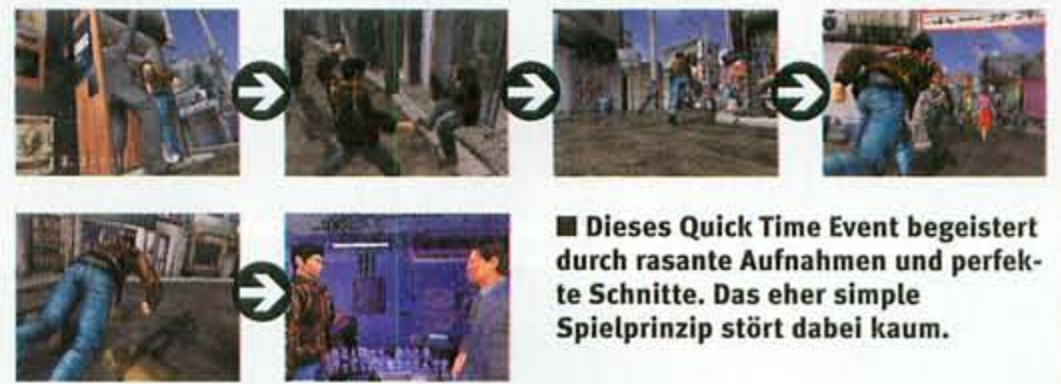 ■ Dieses Quick Time Event begeistert
durch rasante Aufnahmen und perfek-
te Schnitte. Das eher simple
Spielprinzip stört dabei kaum.